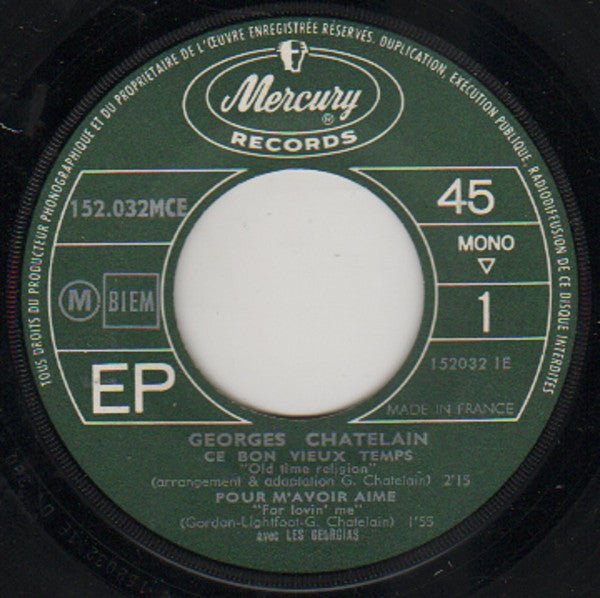 TOUS DROITS DU PRODUCTEUR PHONOGRAPHIQUE ET DU PROPRIETAIRE DE L'ŒUVRE ENREGISTRÉE RÉSERVÉS. DUPLICATION, EXÉCUTION PUBLIQUE, RADIODIFFUSION DE CE DISQUE INTERDITES
Mercury ®
RECORDS
152.032MCE
45
MONO
M BIEM
1
EP
152032 1E
MADE IN FRANCE
GEORGES CHATELAIN
CE BON VIEUX TEMPS
"Old time religion"
(arrangement & adaptation G. Chatelain) 2'15
POUR M'AVOIR AIME
"For lovin' me"
(Gordon-Lightfoot-G. Chatelain) 1'55
avec LES GEORGIAS